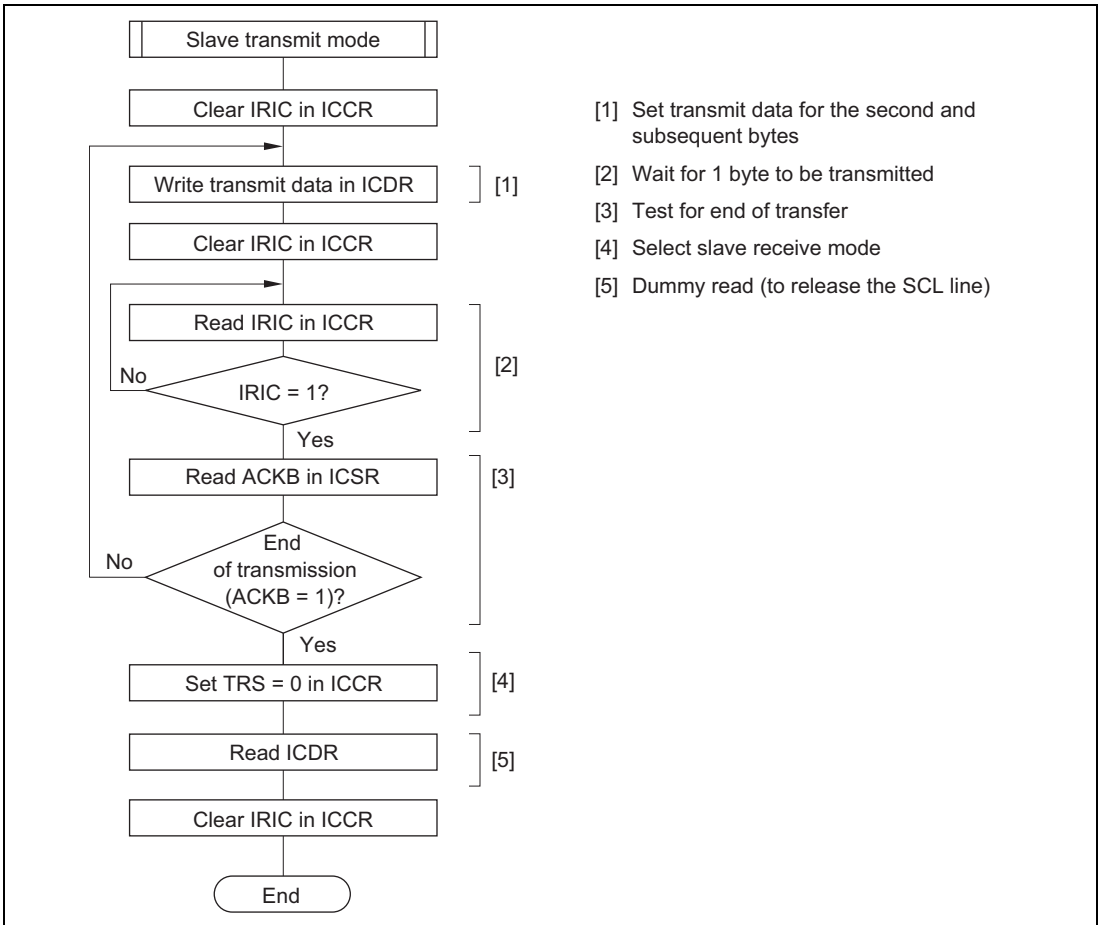 Slave transmit mode
Clear IRIC in ICCR
Write transmit data in ICDR
[1]
Clear IRIC in ICCR
Read IRIC in ICCR
[2]
No
IRIC = 1?
Yes
Read ACKB in ICSR
[3]
No
End
of transmission
(ACKB = 1)?
Yes
Set TRS = 0 in ICCR
[4]
Read ICDR
[5]
Clear IRIC in ICCR
End
[1] Set transmit data for the second and
subsequent bytes
[2] Wait for 1 byte to be transmitted
[3] Test for end of transfer
[4] Select slave receive mode
[5] Dummy read (to release the SCL line)